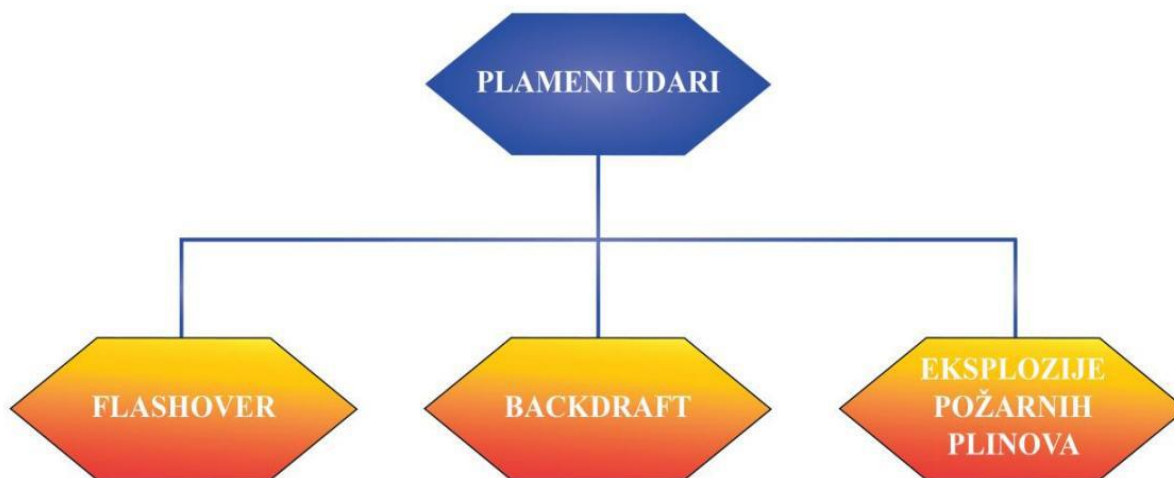 PLAMENI UDARI
FLASHOVER
BACKDRAFT
EKSPLOZIJE
POŽARNIH
PLINOVA